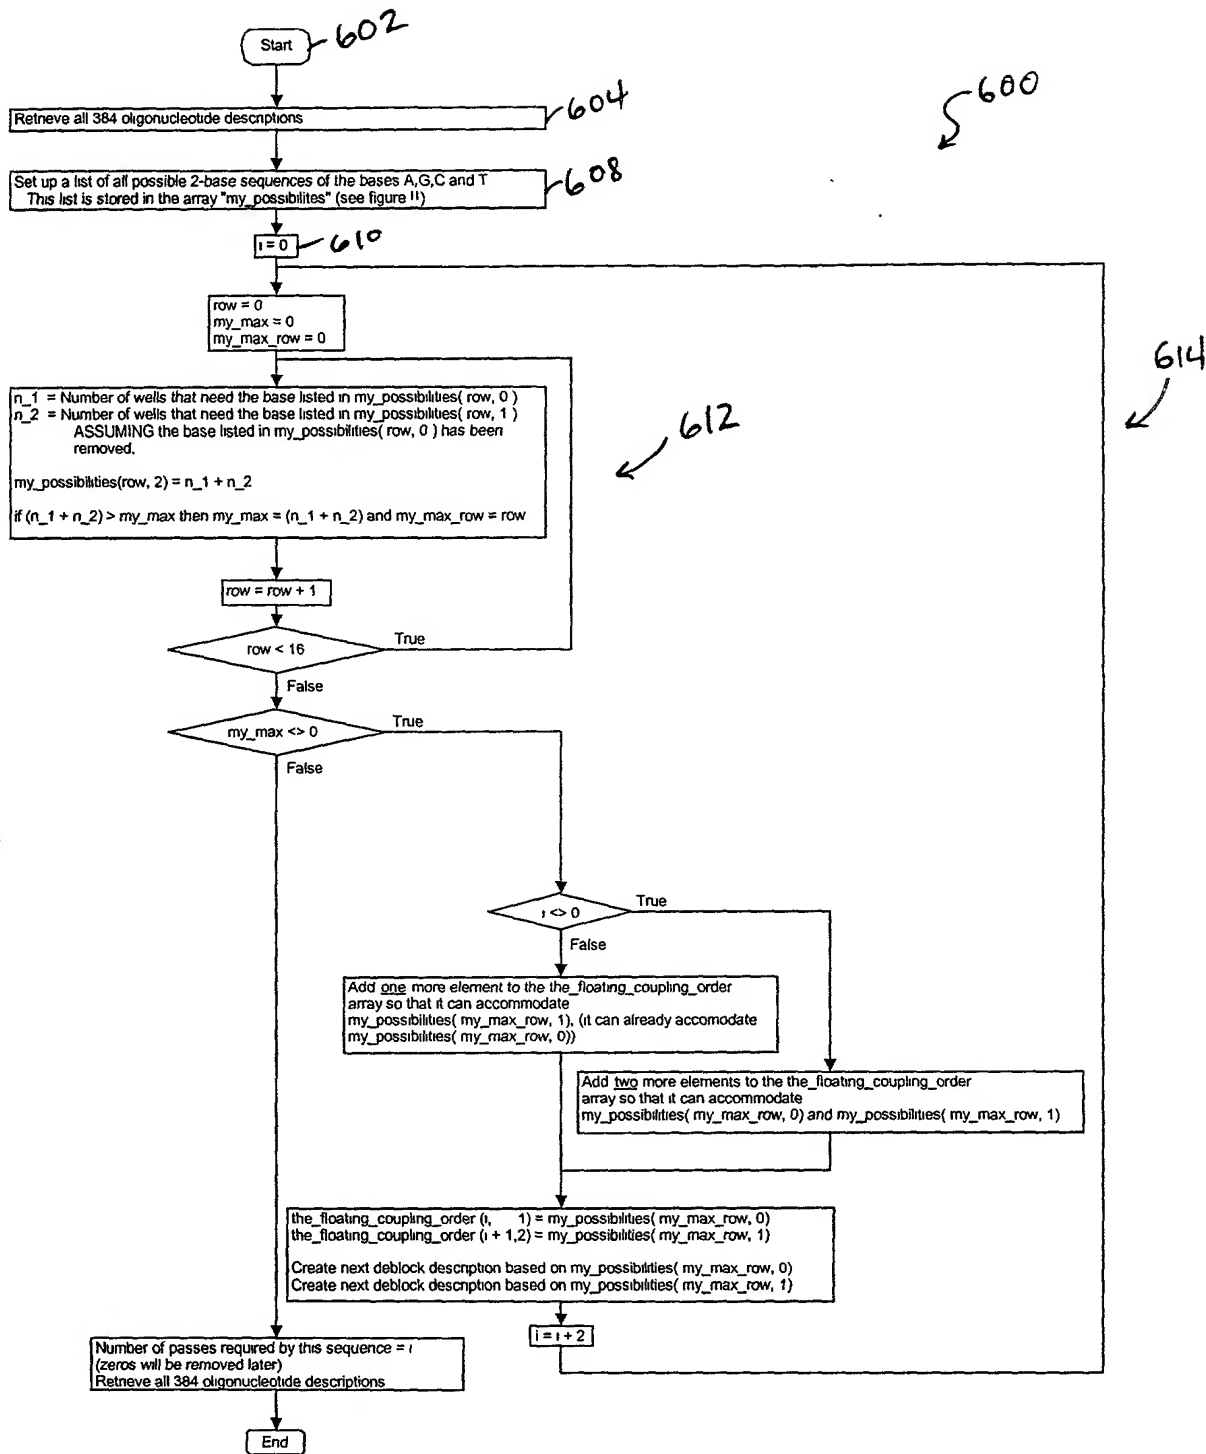 Start
602
600
Retrieve all 384 oligonucleotide descriptions
604
Set up a list of all possible 2-base sequences of the bases A,G,C and T
This list is stored in the array "my_possibilites" (see figure 11)
608
i = 0
610
row = 0
my_max = 0
my_max_row = 0
614
n_1 = Number of wells that need the base listed in my_possibilities( row, 0 )
n_2 = Number of wells that need the base listed in my_possibilities( row, 1 )
ASSUMING the base listed in my_possibilities( row, 0 ) has been
removed.
my_possibilities(row, 2) = n_1 + n_2
if (n_1 + n_2) > my_max then my_max = (n_1 + n_2) and my_max_row = row
612
row = row + 1
row < 16
True
False
my_max <> 0
True
False
i <> 0
True
False
Add one more element to the the_floating_coupling_order
array so that it can accommodate
my_possibilities( my_max_row, 1), (it can already accomodate
my_possibilities( my_max_row, 0))
Add two more elements to the the_floating_coupling_order
array so that it can accommodate
my_possibilities( my_max_row, 0) and my_possibilities( my_max_row, 1)
the_floating_coupling_order (i, 1) = my_possibilities( my_max_row, 0)
the_floating_coupling_order (i + 1,2) = my_possibilities( my_max_row, 1)
Create next deblock description based on my_possibilities( my_max_row, 0)
Create next deblock description based on my_possibilities( my_max_row, 1)
i = i + 2
Number of passes required by this sequence = i
(zeros will be removed later)
Retrieve all 384 oligonucleotide descriptions
End